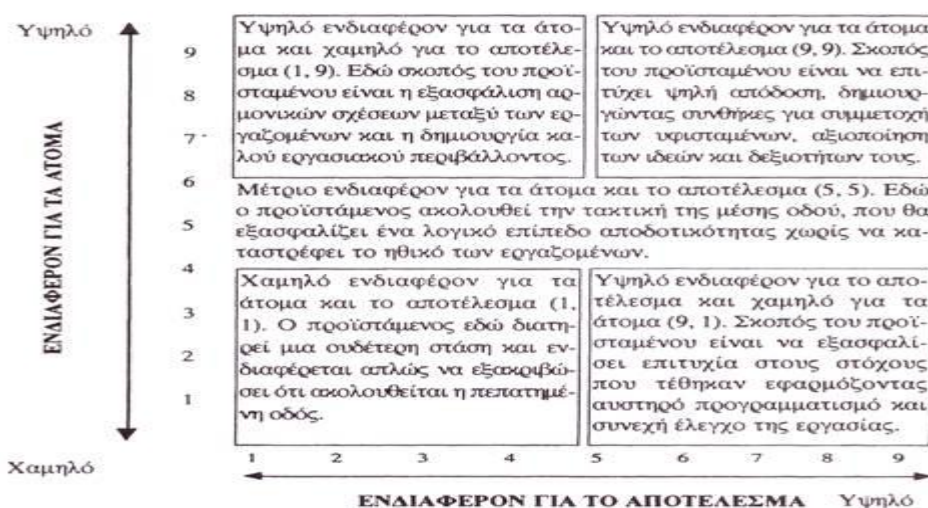 Υψηλό
ΕΝΔΙΑΦΕΡΟΝ ΓΙΑ ΤΑ ΑΤΟΜΑ
Χαμηλό
9
8
7
6
5
4
3
2
1
Υψηλό ενδιαφέρον για τα άτο-
μα και χαμηλό για το αποτέλε-
σμα (1, 9). Εδώ σκοπός του προϊ-
σταμένου είναι η εξασφάλιση αρ-
μονικών σχέσεων μεταξύ των ερ-
γαζομένων και η δημιουργία κα-
λού εργασιακού περιβάλλοντος.
Υψηλό ενδιαφέρον για τα άτομα
και το αποτέλεσμα (9, 9). Σκοπός
του προϊσταμένου είναι να επι-
τύχει ψηλή απόδοση, δημιουρ-
γώντας συνθήκες για συμμετοχή
των υφισταμένων, αξιοποίηση
των ιδεών και δεξιοτήτων τους.
Μέτριο ενδιαφέρον για τα άτομα και το αποτέλεσμα (5, 5). Εδώ
ο προϊστάμενος ακολουθεί την τακτική της μέσης οδού, που θα
εξασφαλίζει ένα λογικό επίπεδο αποδοτικότητας χωρίς να κα-
ταστρέφει το ηθικό των εργαζομένων.
Χαμηλό ενδιαφέρον για τα
άτομα και το αποτέλεσμα (1,
1). Ο προϊστάμενος εδώ διατη-
ρεί μια ουδέτερη στάση και εν-
διαφέρεται απλώς να εξακριβώ-
σει ότι ακολουθείται η πεπατημέ-
νη οδός.
Υψηλό ενδιαφέρον για το απο-
τέλεσμα και χαμηλό για τα
άτομα (9, 1). Σκοπός του προϊ-
σταμένου είναι να εξασφαλί-
σει επιτυχία στους στόχους
που τέθηκαν εφαρμόζοντας
αυστηρό προγραμματισμό και
συνεχή έλεγχο της εργασίας.
1 2 3 4 5 6 7 8 9
ΕΝΔΙΑΦΕΡΟΝ ΓΙΑ ΤΟ ΑΠΟΤΕΛΕΣΜΑ Υψηλό